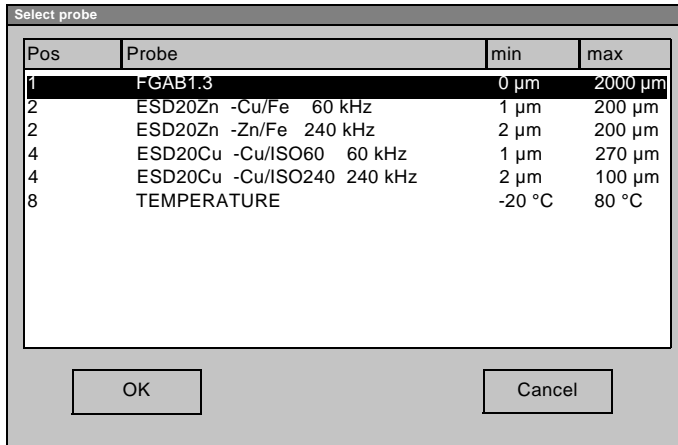 Select probe
Pos Probe min max
1 FGAB1.3 0 µm 2000 µm
2 ESD20Zn -Cu/Fe 60 kHz 1 µm 200 µm
2 ESD20Zn -Zn/Fe 240 kHz 2 µm 200 µm
4 ESD20Cu -Cu/ISO60 60 kHz 1 µm 270 µm
4 ESD20Cu -Cu/ISO240 240 kHz 2 µm 100 µm
8 TEMPERATURE -20 °C 80 °C
OK Cancel